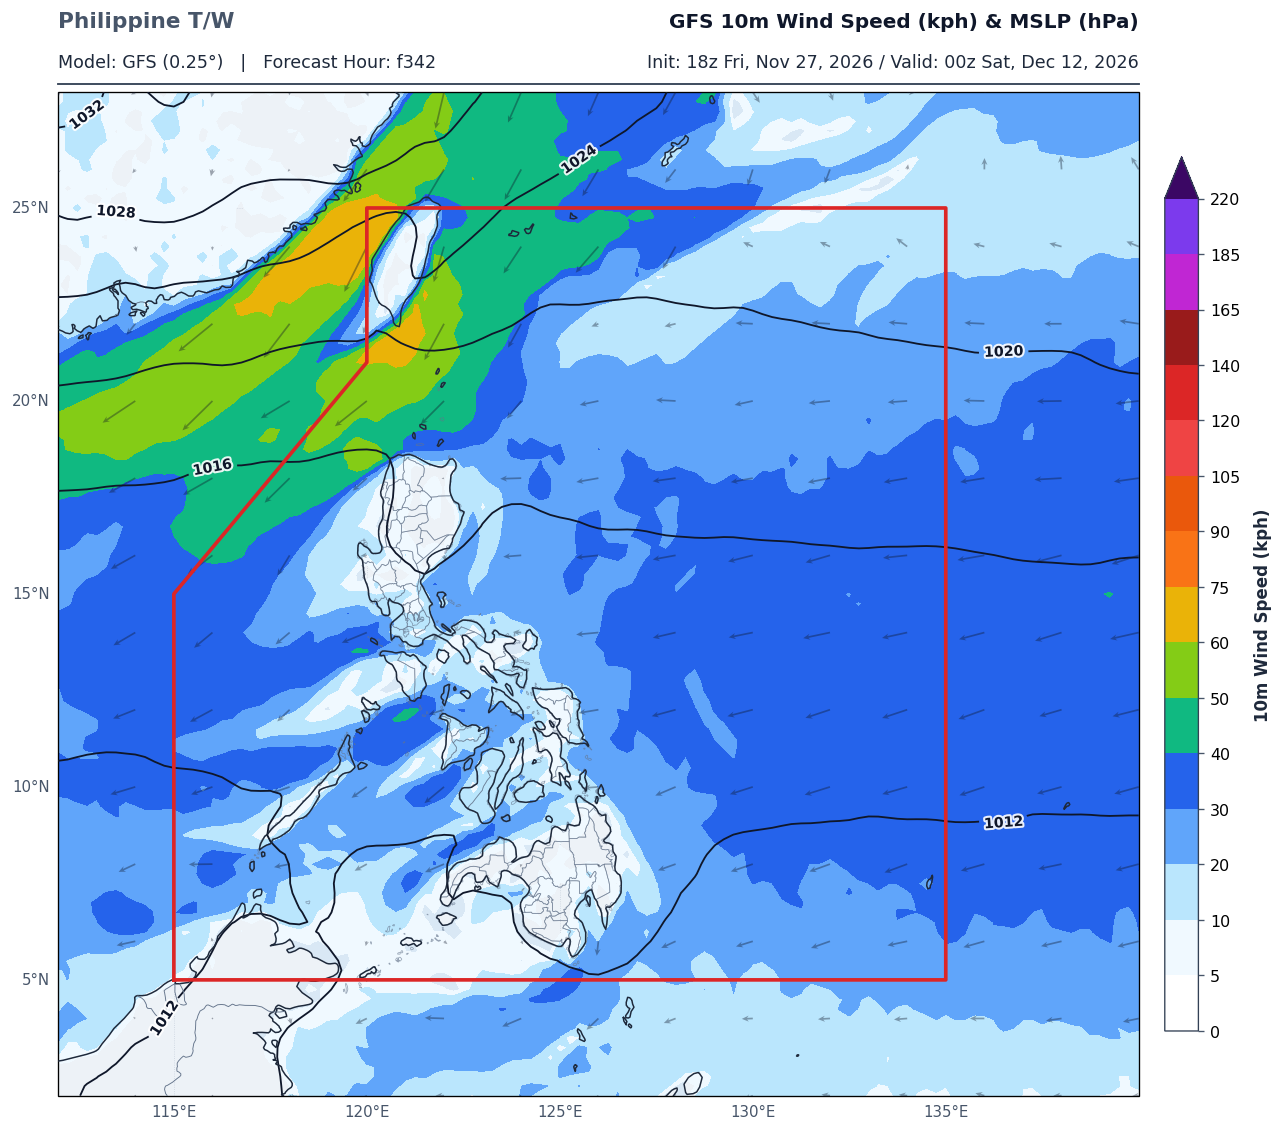 Philippine T/W
GFS 10m Wind Speed (kph) & MSLP (hPa)
Model: GFS (0.25°)   |   Forecast Hour: f342
Init: 18z Fri, Nov 27, 2026 / Valid: 00z Sat, Dec 12, 2026
1032
1024
1028
1020
1016
1012
1012
25°N
20°N
15°N
10°N
5°N
115°E
120°E
125°E
130°E
135°E
220
185
165
140
120
105
90
75
60
50
40
30
20
10
5
0
10m Wind Speed (kph)